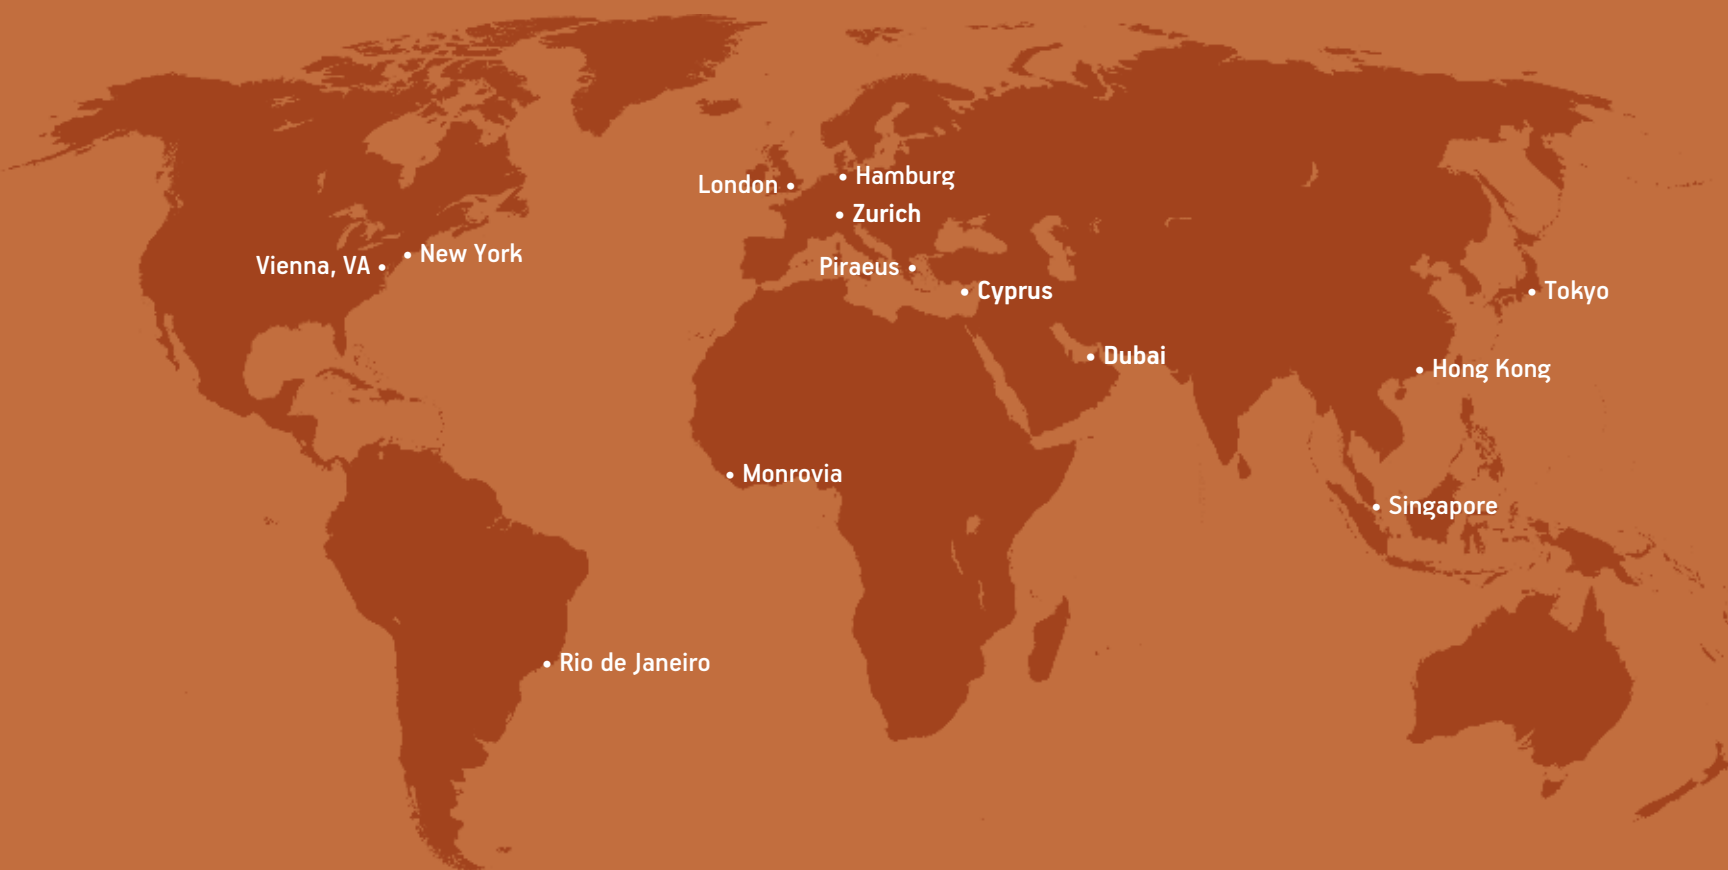 Hamburg
London
Zurich
New York
Vienna, VA
Piraeus
Cyprus
Tokyo
Dubai
Hong Kong
Monrovia
Singapore
Rio de Janeiro